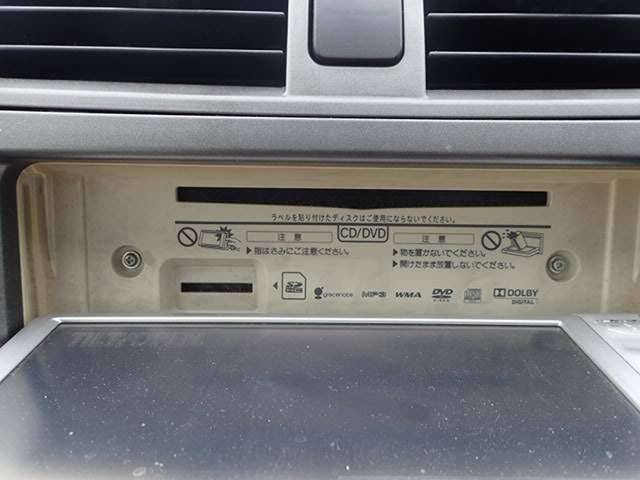 ラベルを貼り付けたディスクはご使用にならないでください。
注意
▶指はさみにご注意ください。
CD/DVD
注意
▶物を置かないでください。
▶開けたまま放置しないでください。
SD
gracenote
MP3
WMA
DVD
VIDEO
DOLBY
DIGITAL